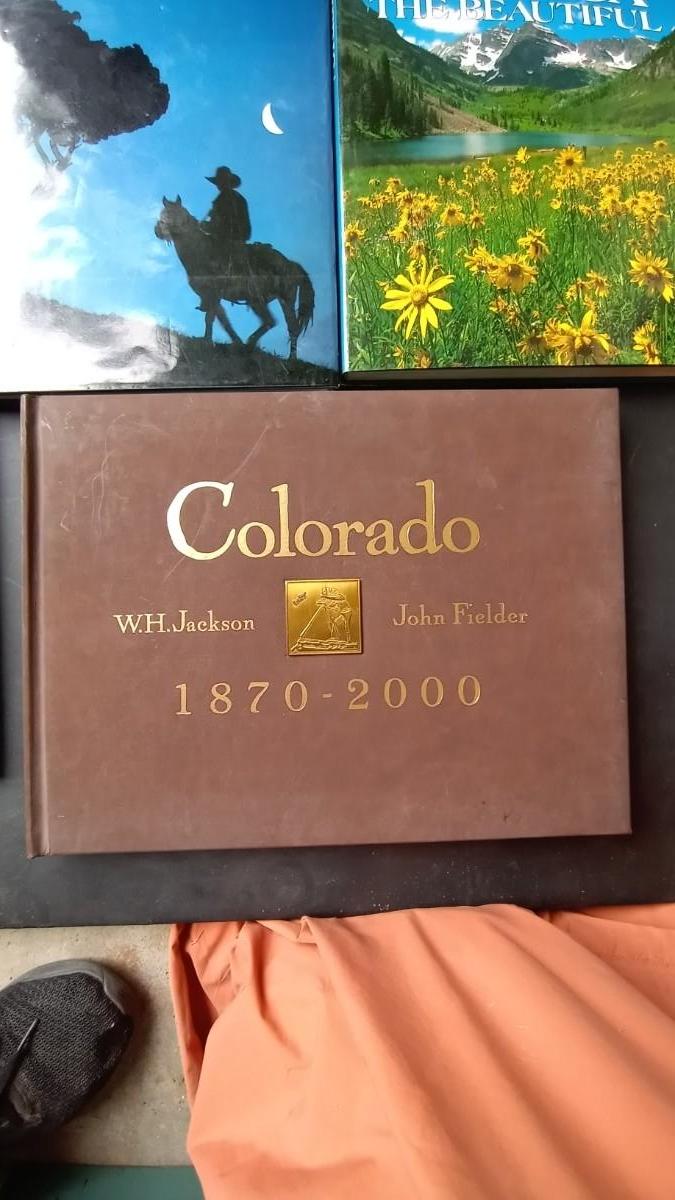 THE BEAUTIFUL
Colorado
W.H. Jackson John Fielder
1870-2000